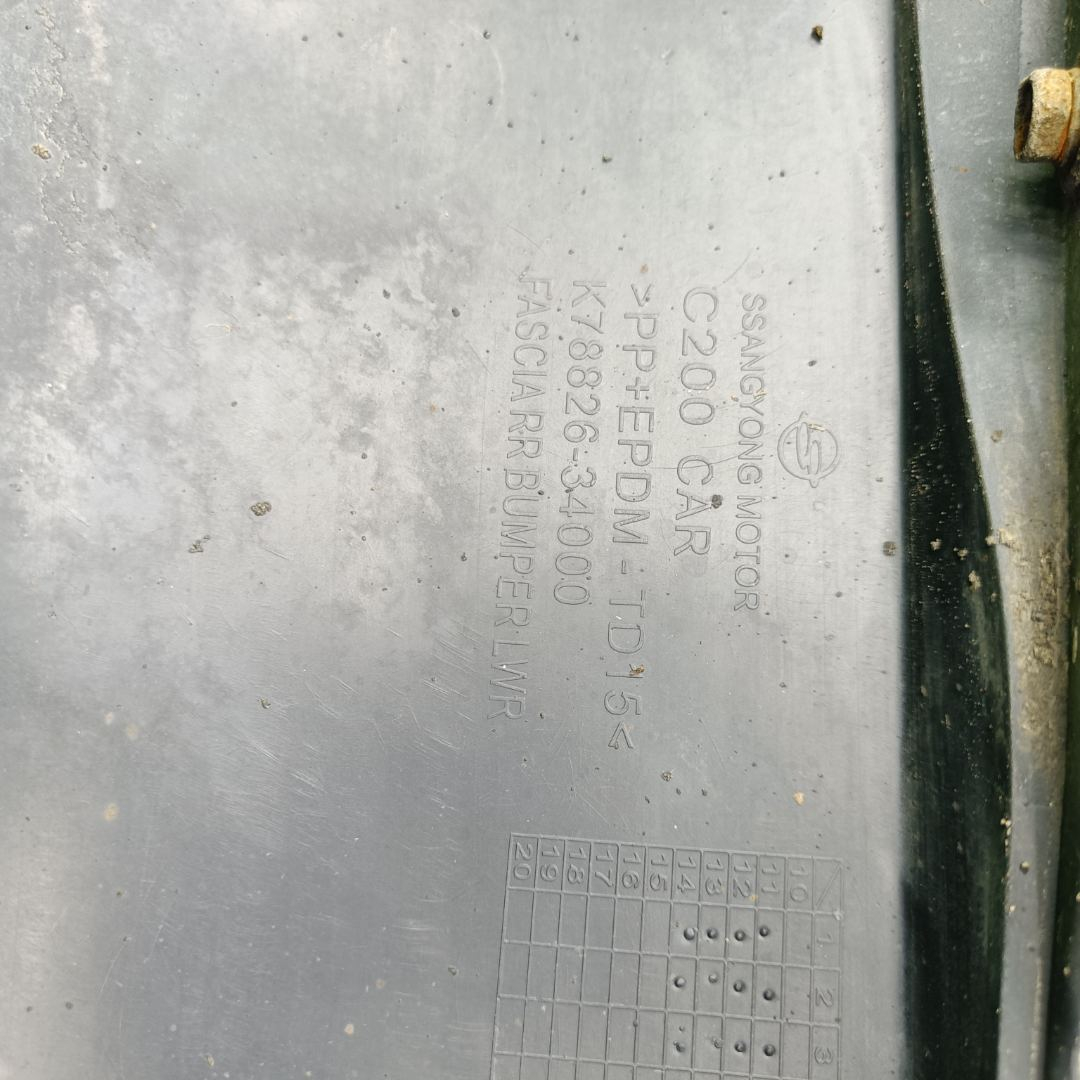 SSANGYONG MOTOR
C200 CAR
>PP+EPDM-TD15<
K78826-34000
FASCIA RR BUMPER LWR
1 2 3
10
11
12
13
14
15
16
17
18
19
20